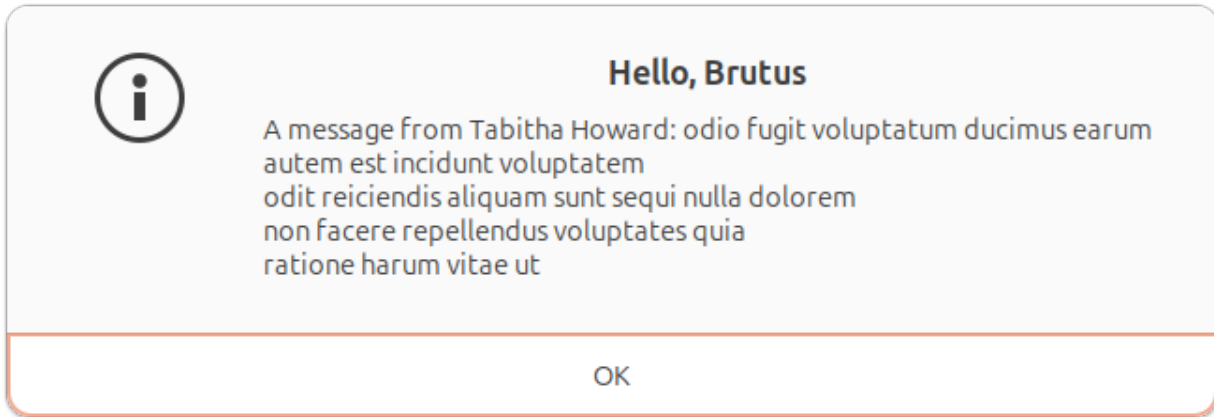 Hello, Brutus
A message from Tabitha Howard: odio fugit voluptatum ducimus earum
autem est incidunt voluptatem
odit reiciendis aliquam sunt sequi nulla dolorem
non facere repellendus voluptates quia
ratione harum vitae ut
OK